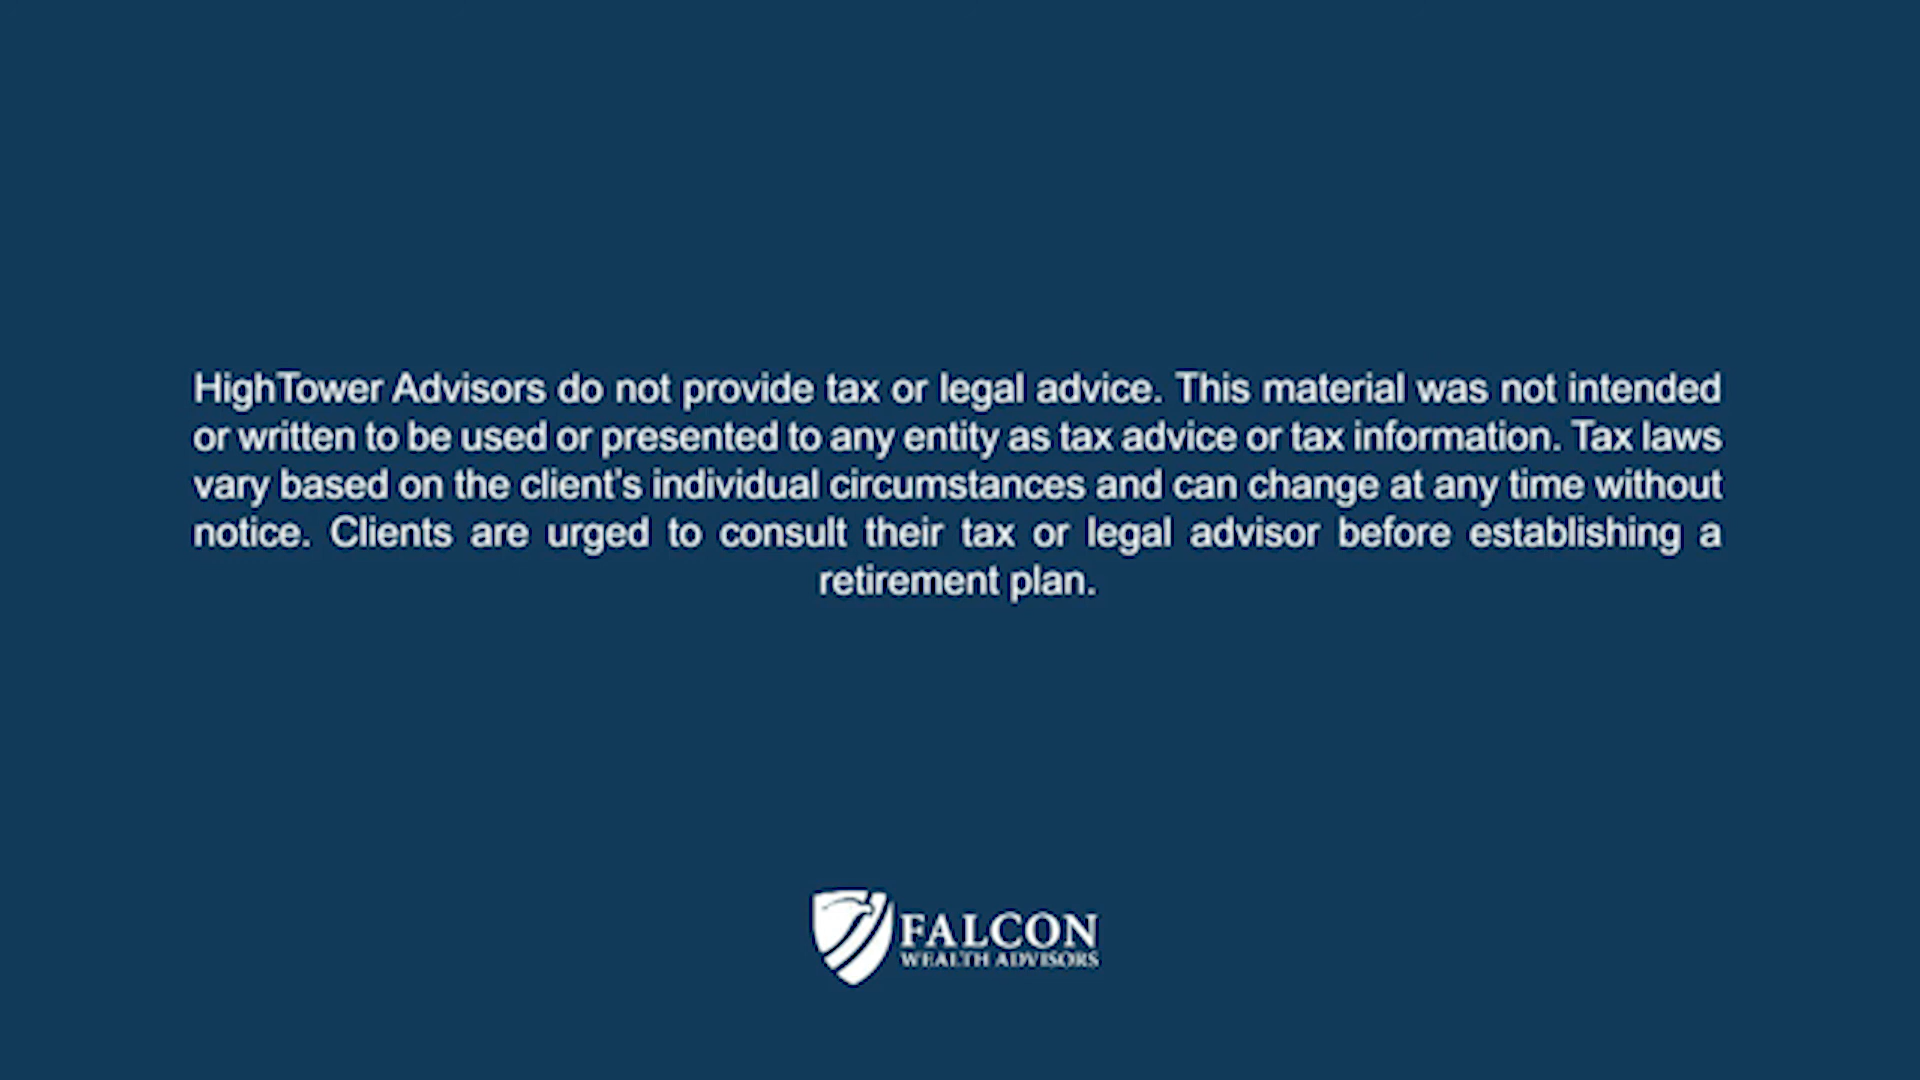 HighTower Advisors do not provide tax or legal advice. This material was not intended
or written to be used or presented to any entity as tax advice or tax information. Tax laws
vary based on the client's individual circumstances and can change at any time without
notice. Clients are urged to consult their tax or legal advisor before establishing a
retirement plan.
FALCON
WEALTH ADVISORS